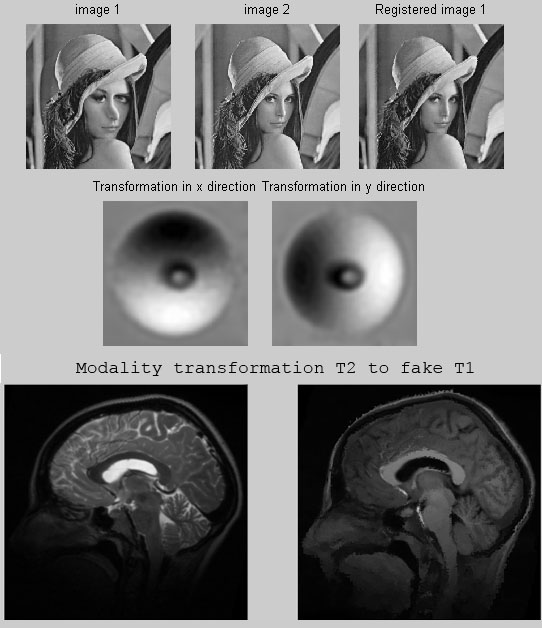 image 1 image 2 Registered image 1
Transformation in x direction Transformation in y direction
Modality transformation T2 to fake T1